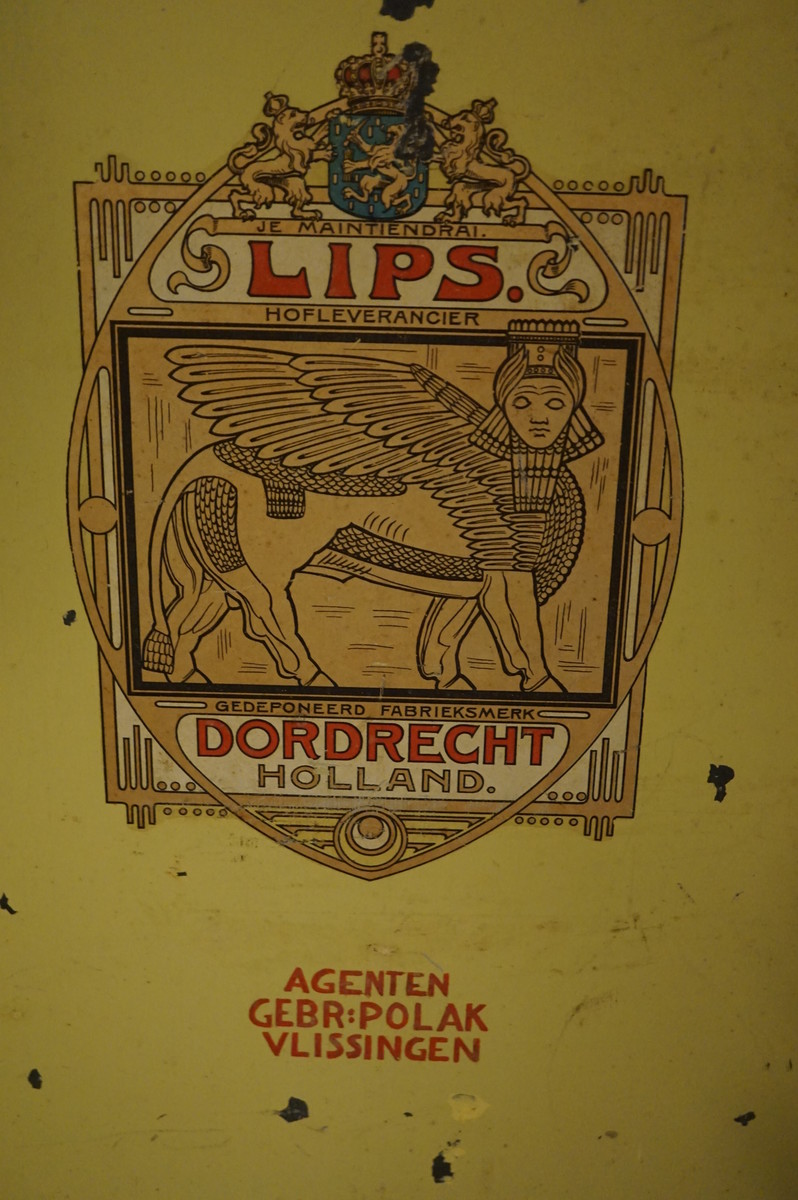 JE MAINTIENDRAI.
LIPS.
HOFLEVERANCIER
GEDEPONEERD FABRIEKSMERK
DORDRECHT
HOLLAND.
AGENTEN
GEBR:POLAK
VLISSINGEN